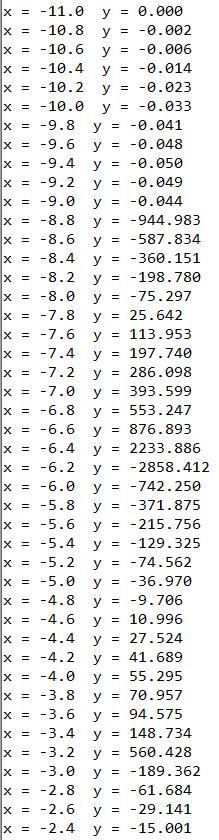 x = -11.0  y = 0.000
x = -10.8  y = -0.002
x = -10.6  y = -0.006
x = -10.4  y = -0.014
x = -10.2  y = -0.023
x = -10.0  y = -0.033
x = -9.8  y = -0.041
x = -9.6  y = -0.048
x = -9.4  y = -0.050
x = -9.2  y = -0.049
x = -9.0  y = -0.044
x = -8.8  y = -944.983
x = -8.6  y = -587.834
x = -8.4  y = -360.151
x = -8.2  y = -198.780
x = -8.0  y = -75.297
x = -7.8  y = 25.642
x = -7.6  y = 113.953
x = -7.4  y = 197.740
x = -7.2  y = 286.098
x = -7.0  y = 393.599
x = -6.8  y = 553.247
x = -6.6  y = 876.893
x = -6.4  y = 2233.886
x = -6.2  y = -2858.412
x = -6.0  y = -742.250
x = -5.8  y = -371.875
x = -5.6  y = -215.756
x = -5.4  y = -129.325
x = -5.2  y = -74.562
x = -5.0  y = -36.970
x = -4.8  y = -9.706
x = -4.6  y = 10.996
x = -4.4  y = 27.524
x = -4.2  y = 41.689
x = -4.0  y = 55.295
x = -3.8  y = 70.957
x = -3.6  y = 94.575
x = -3.4  y = 148.734
x = -3.2  y = 560.428
x = -3.0  y = -189.362
x = -2.8  y = -61.684
x = -2.6  y = -29.141
x = -2.4  y = -15.001